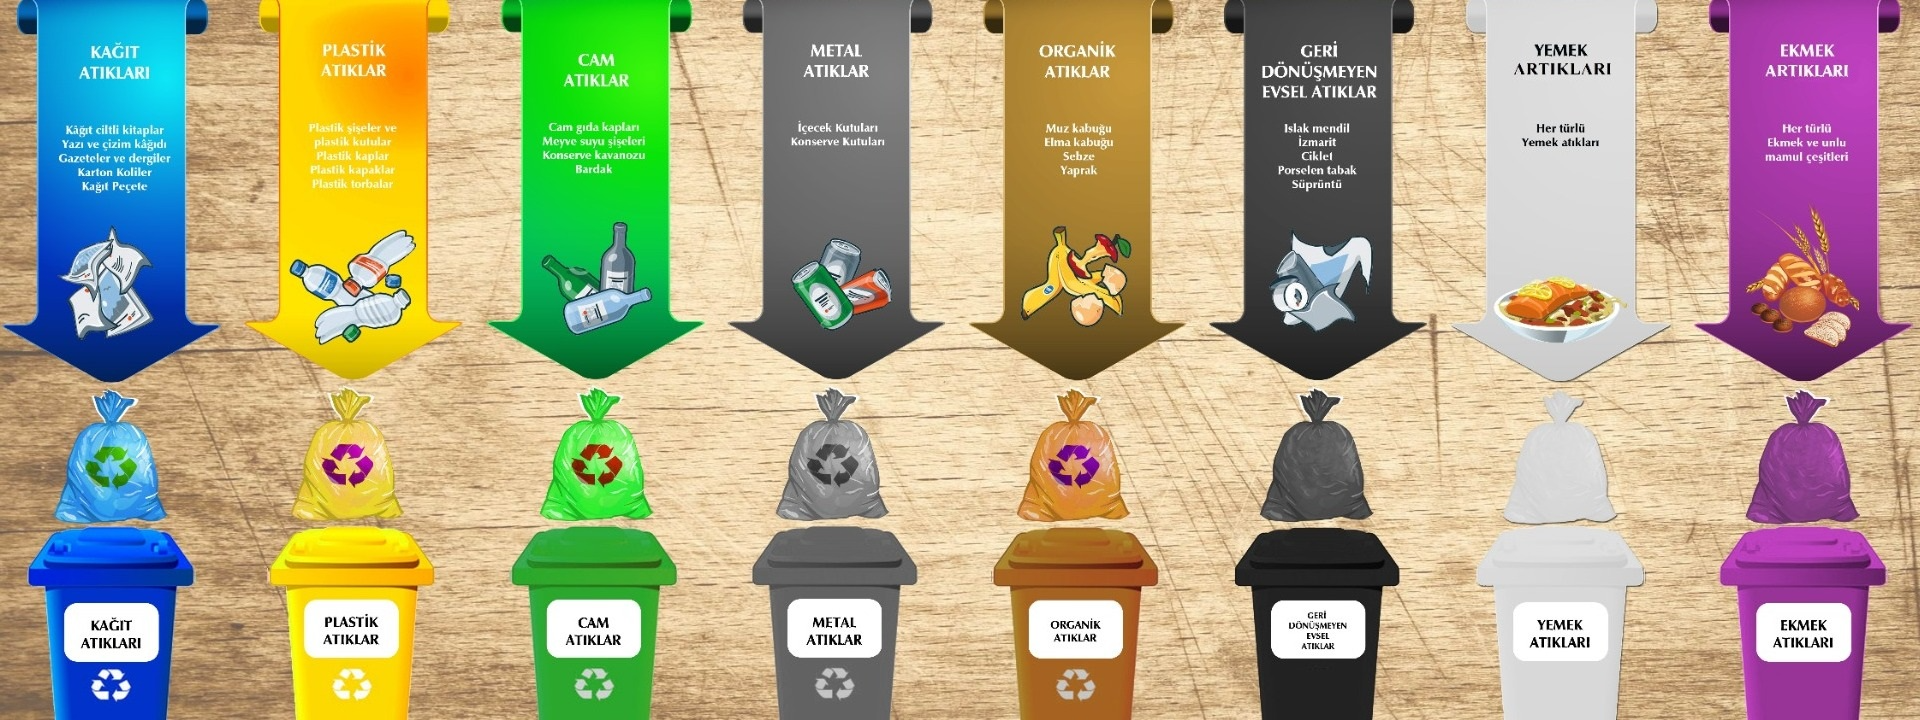 KAĞIT
ATIKLARI
Kâğıt ciltli kitaplar
Yazı ve çizim kâğıdı
Gazeteler ve dergiler
Karton Koliler
Kağıt Peçete
KAĞIT
ATIKLARI
PLASTİK
ATIKLAR
Plastik şişeler ve
plastik kutular
Plastik kaplar
Plastik kapaklar
Plastik torbalar
PLASTİK
ATIKLAR
CAM
ATIKLAR
Cam gıda kapları
Meyve suyu şişeleri
Konserve kavanozu
Bardak
CAM
ATIKLAR
METAL
ATIKLAR
İçecek Kutuları
Konserve Kutuları
METAL
ATIKLAR
ORGANİK
ATIKLAR
Muz kabuğu
Elma kabuğu
Sebze
Yaprak
ORGANİK
ATIKLAR
GERİ
DÖNÜŞMEYEN
EVSEL ATIKLAR
Islak mendil
İzmarit
Ciklet
Porselen tabak
Süprüntü
GERİ
DÖNÜŞMEYEN
EVSEL
ATIKLAR
YEMEK
ARTIKLARI
Her türlü
Yemek atıkları
YEMEK
ATIKLARI
EKMEK
ARTIKLARI
Her türlü
Ekmek ve unlu
mamul çeşitleri
EKMEK
ATIKLARI